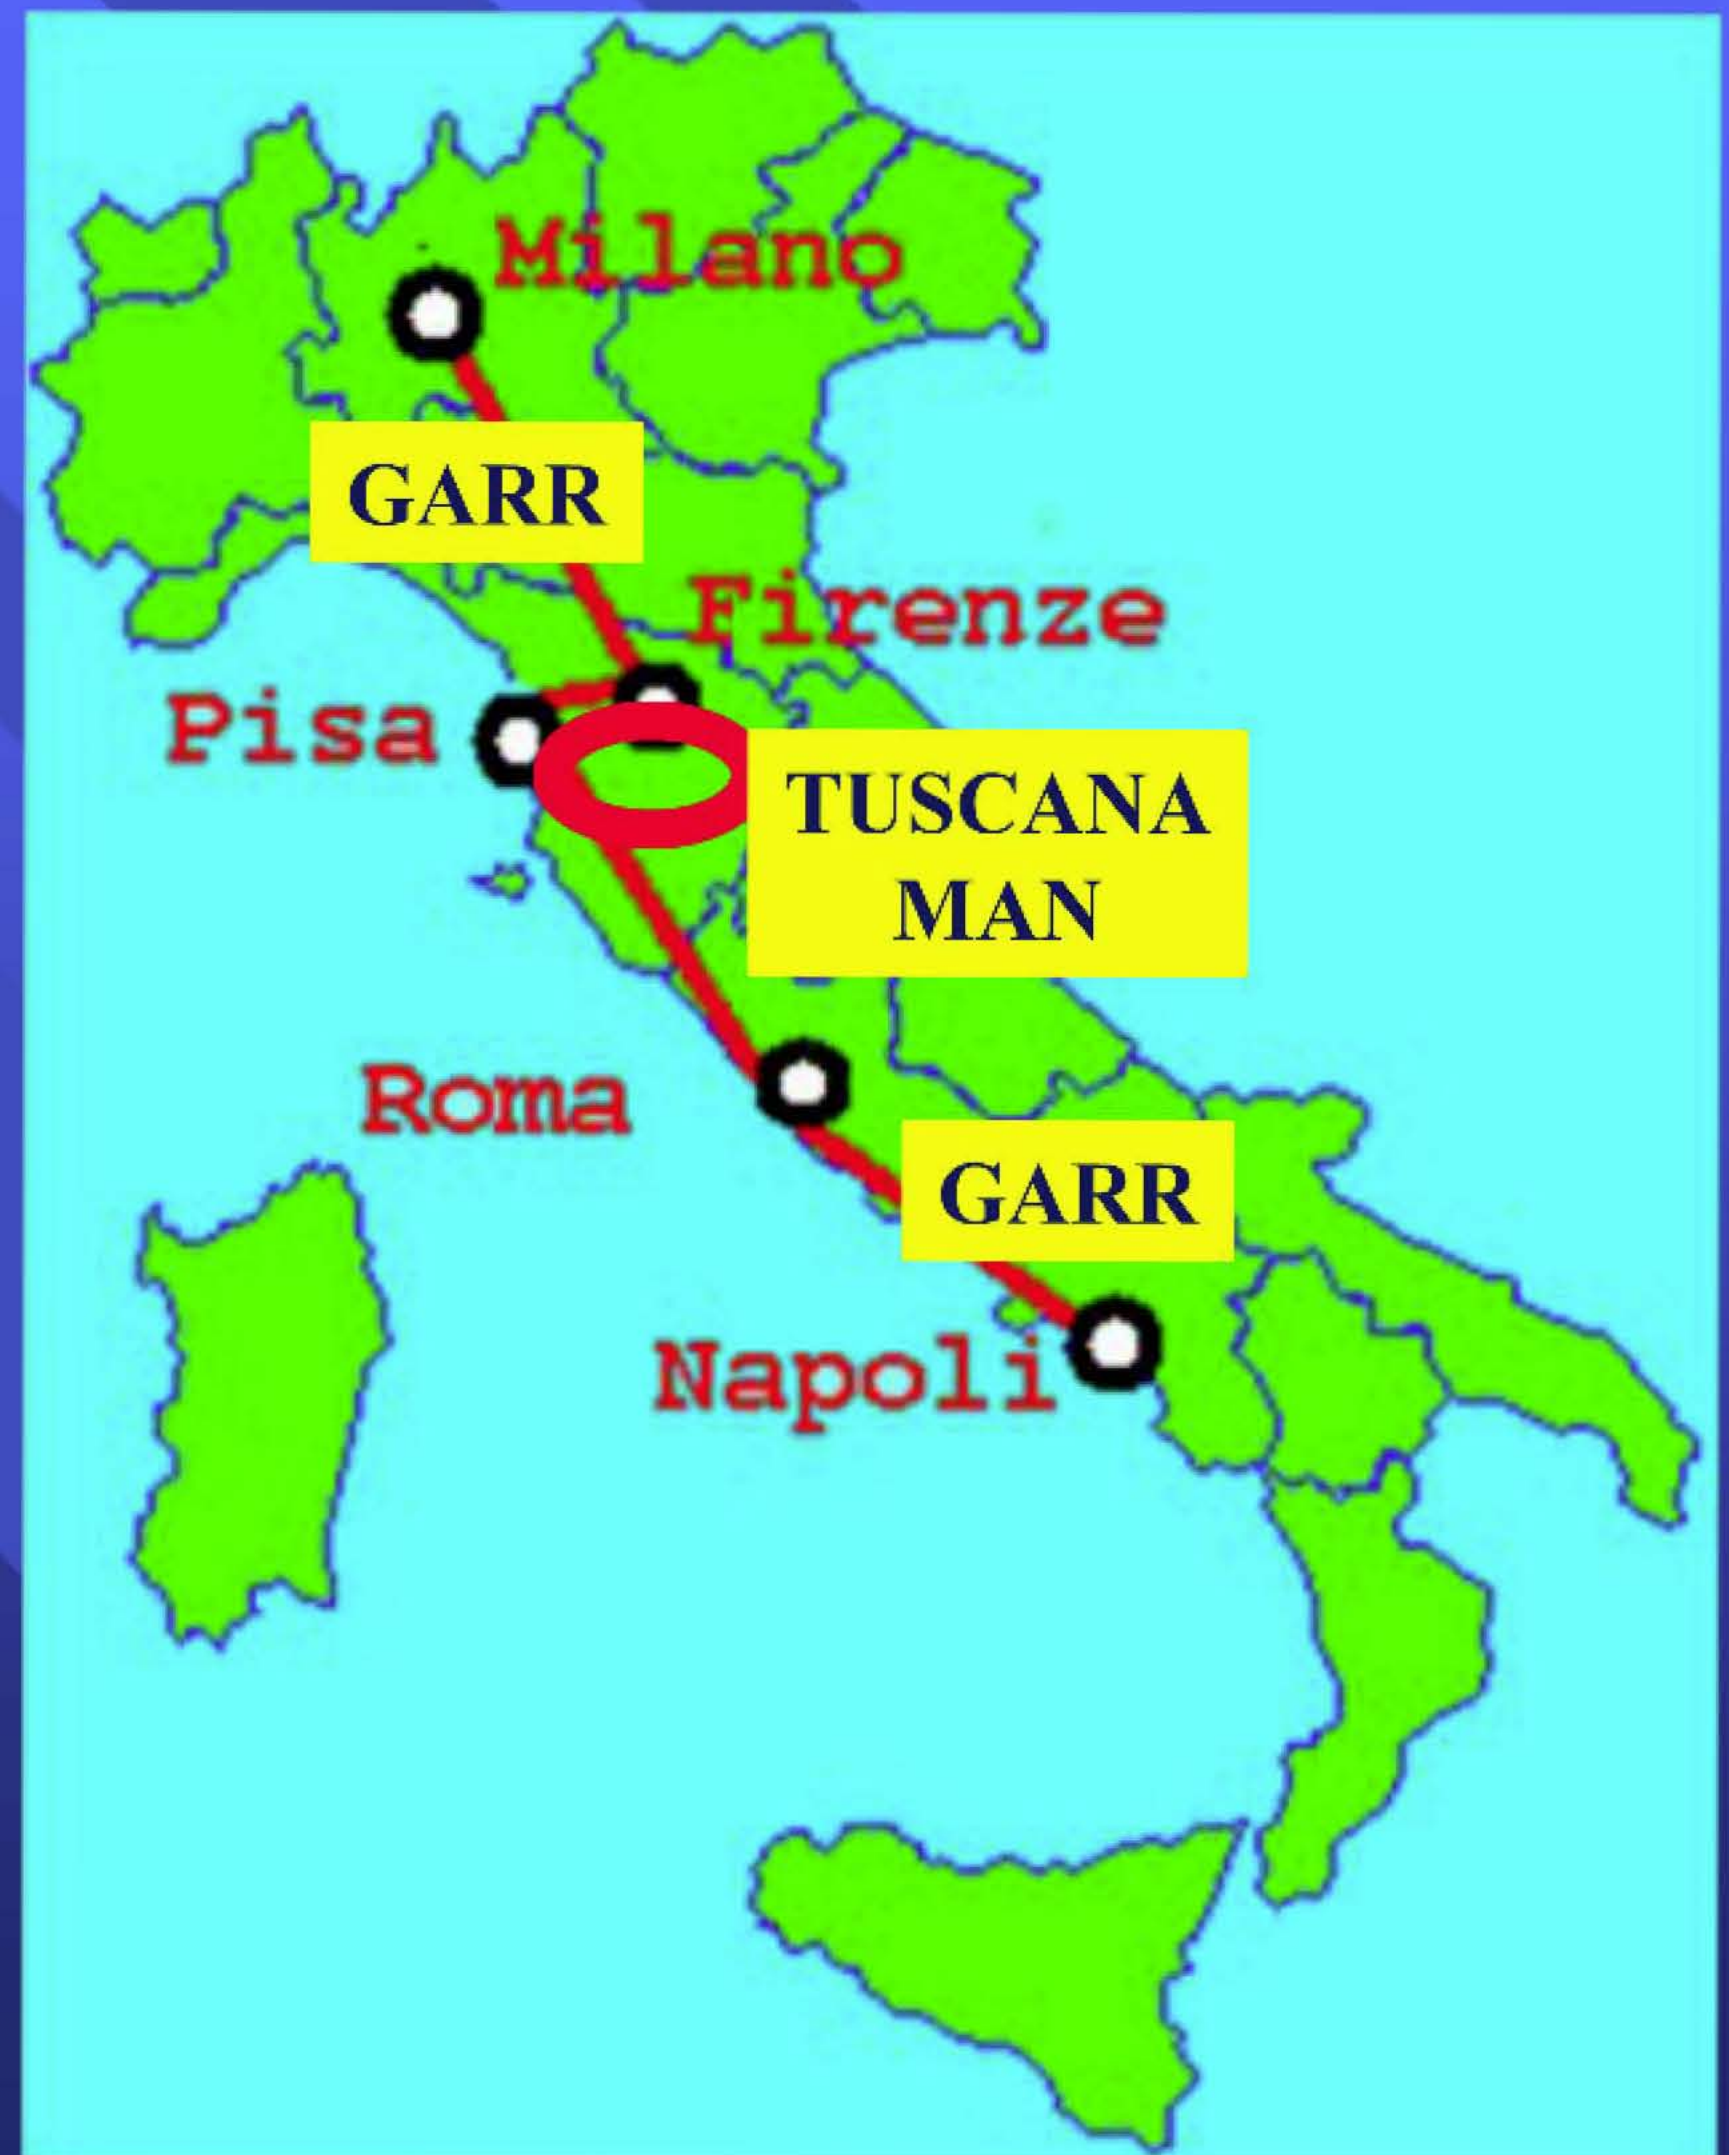 Milano
GARR
Firenze
Pisa
TUSCANA
MAN
Roma
GARR
Napoli